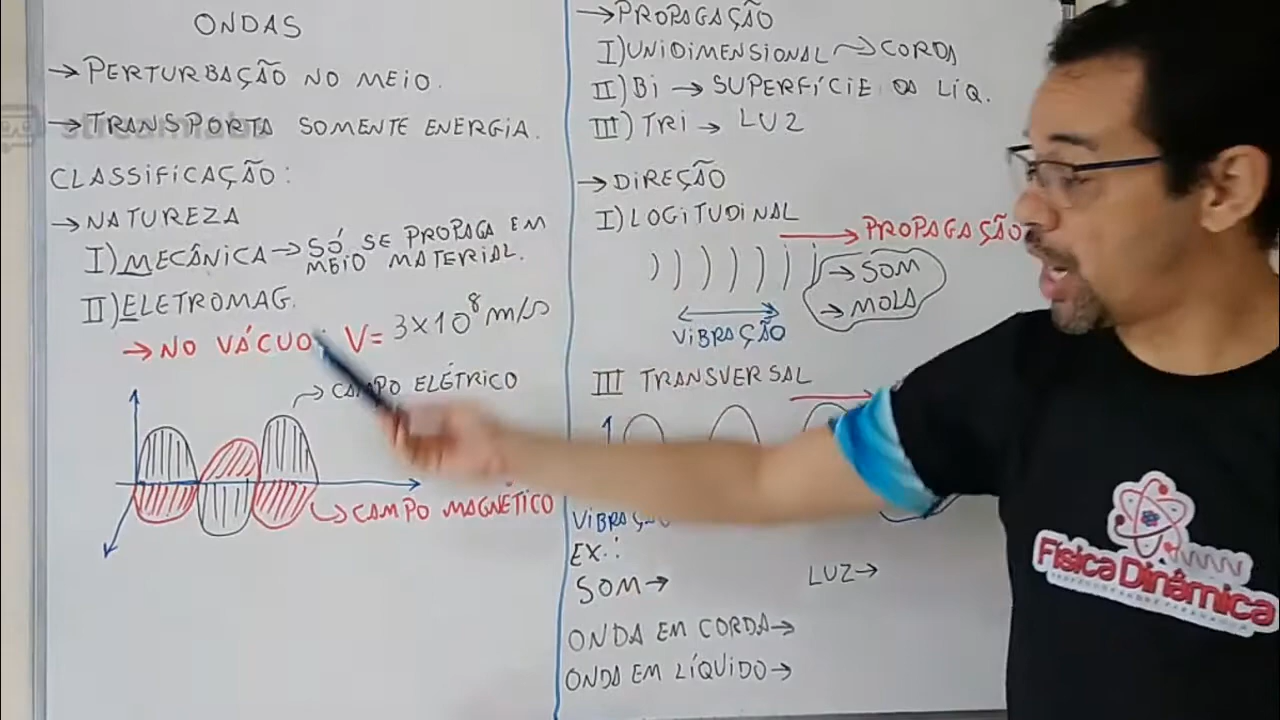 ONDAS
→ PERTURBAÇÃO NO MEIO.
→ TRANSPORTA SOMENTE ENERGIA.
CLASSIFICAÇÃO:
→ NATUREZA
I) MECÂNICA → SÓ SE PROPAGA EM
MEIO MATERIAL.
II) ELETROMAG.
→ NO VÁCUO: V = 3×10⁸ m/s
→ CAMPO ELÉTRICO
→ CAMPO MAGNÉTICO
→ PROPAGAÇÃO
I) UNIDIMENSIONAL → CORDA
II) Bi → SUPERFÍCIE DO LÍQ.
III) TRI → LUZ
→ DIREÇÃO
I) LOGITUDINAL
→ PROPAGAÇÃO
→ SOM
→ MOLA
VIBRAÇÃO
III TRANSVERSAL
VIBRAÇÃO
EX.:
SOM → LUZ →
ONDA EM CORDA →
ONDA EM LÍQUIDO →
Física Dinâmica